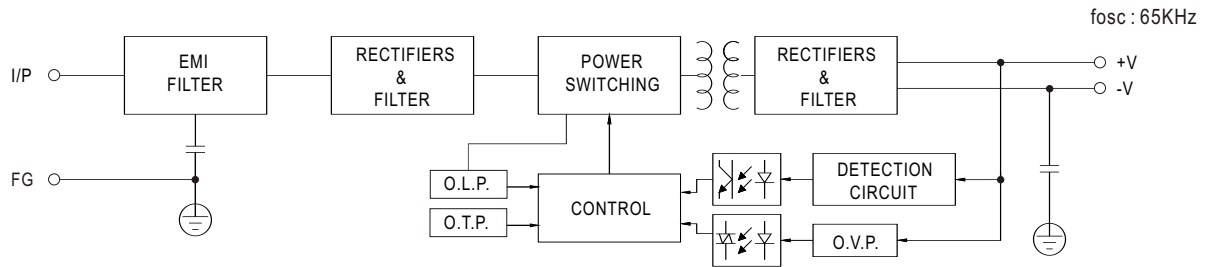 fosc : 65KHz
I/P
EMI
FILTER
RECTIFIERS
&
FILTER
POWER
SWITCHING
RECTIFIERS
&
FILTER
+V
-V
FG
O.L.P.
O.T.P.
CONTROL
DETECTION
CIRCUIT
O.V.P.